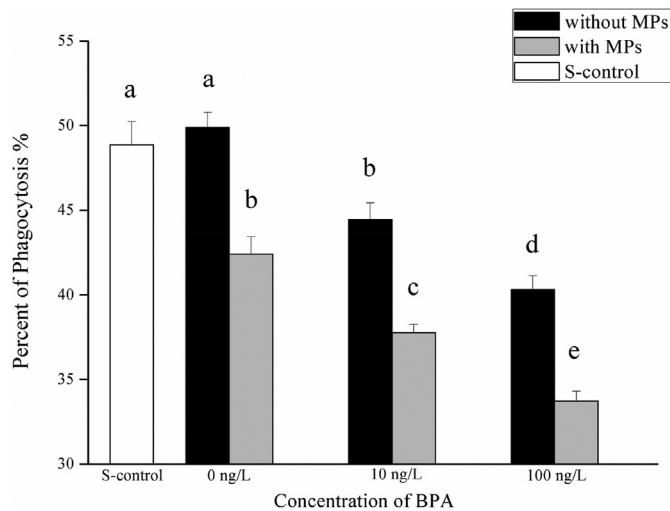 without MPs
with MPs
S-control
55
50
45
40
35
30
Percent of Phagocytosis %
a
a
b
b
c
d
e
S-control
0 ng/L
10 ng/L
100 ng/L
Concentration of BPA